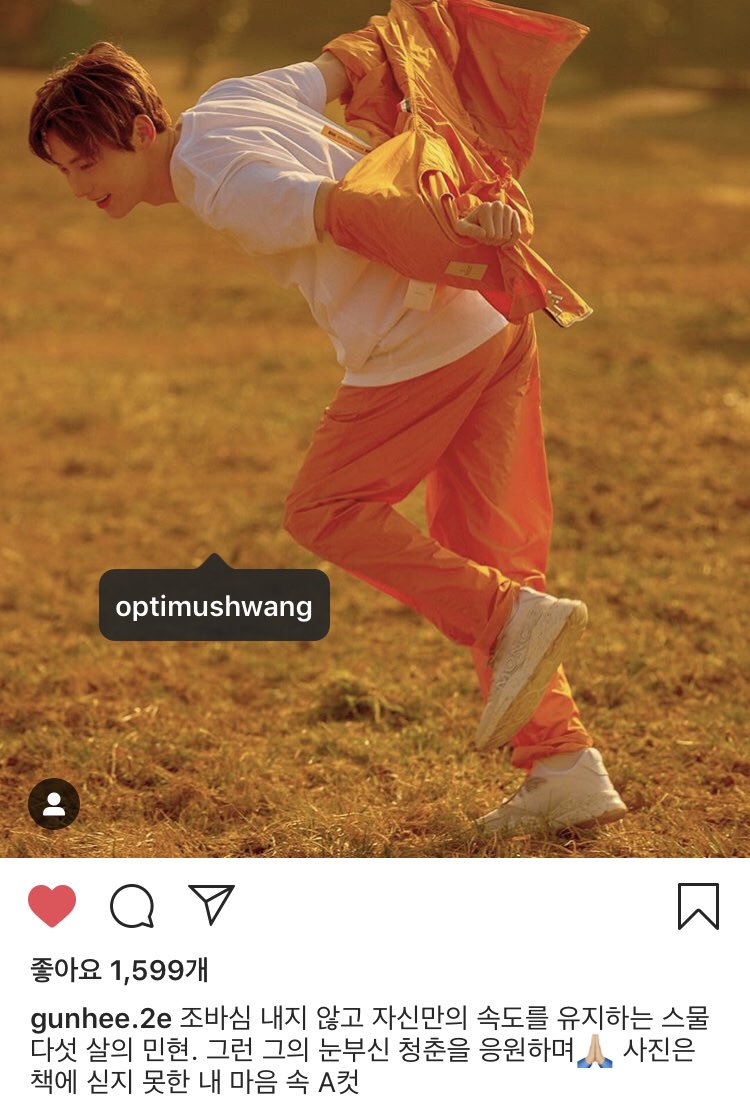 optimushwang
좋아요 1,599개
gunhee.2e 조바심 내지 않고 자신만의 속도를 유지하는 스물
다섯 살의 민현. 그런 그의 눈부신 청춘을 응원하며🙏🏼 사진은
책에 싣지 못한 내 마음 속 A컷